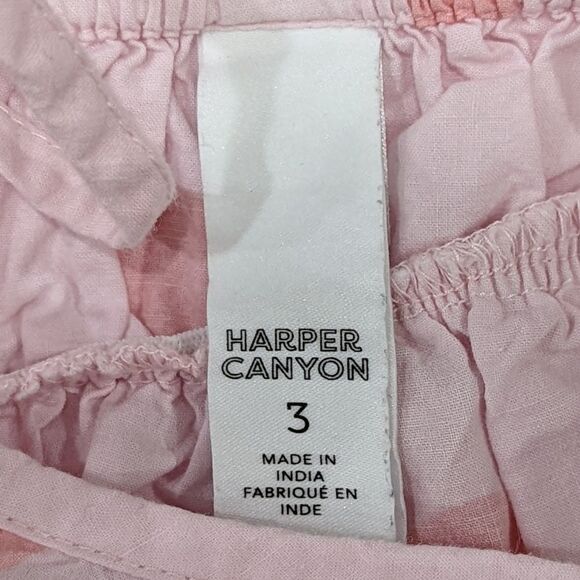 HARPER
CANYON
3
MADE IN
INDIA
FABRIQUÉ EN
INDE